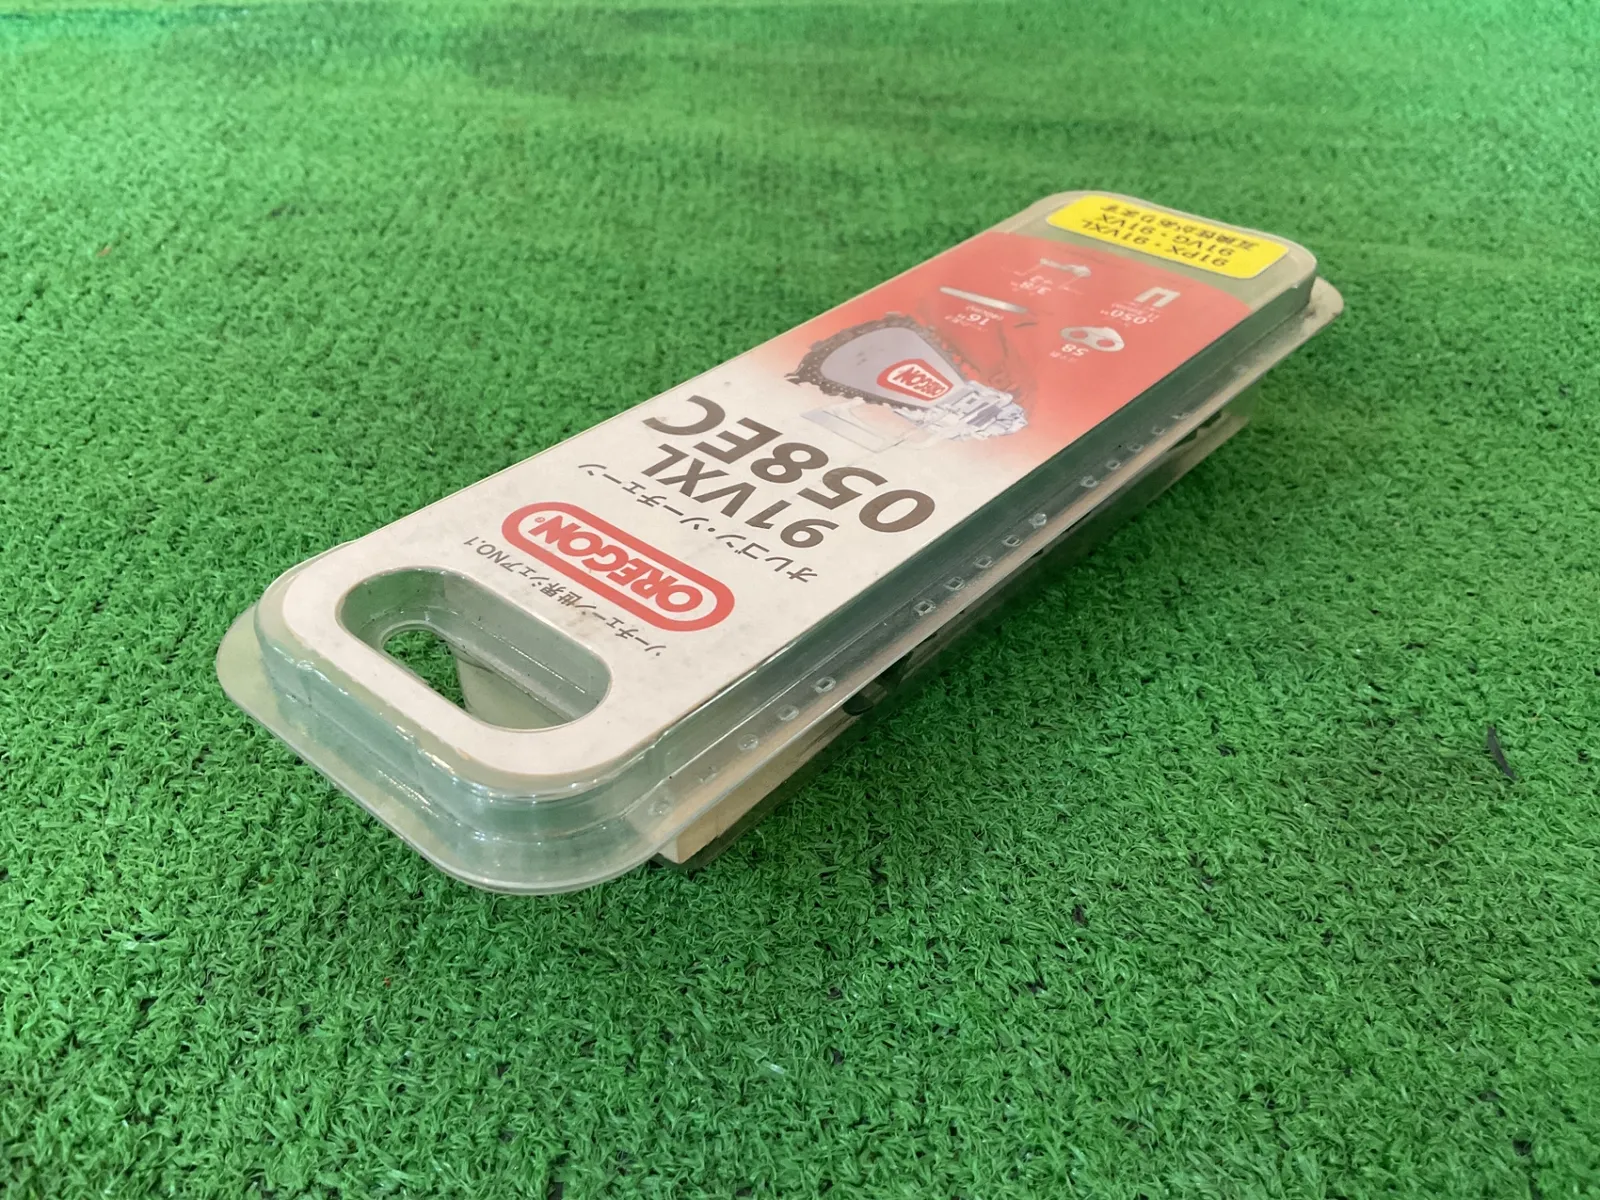 ソーチェーン世界シェアNO.1
OREGON®
オレゴン・ソーチェーン
91VXL
058EC
OREGON
58
16"
.050"
3/8"
91PX・91VXL
91VG・91VX
互換性があります